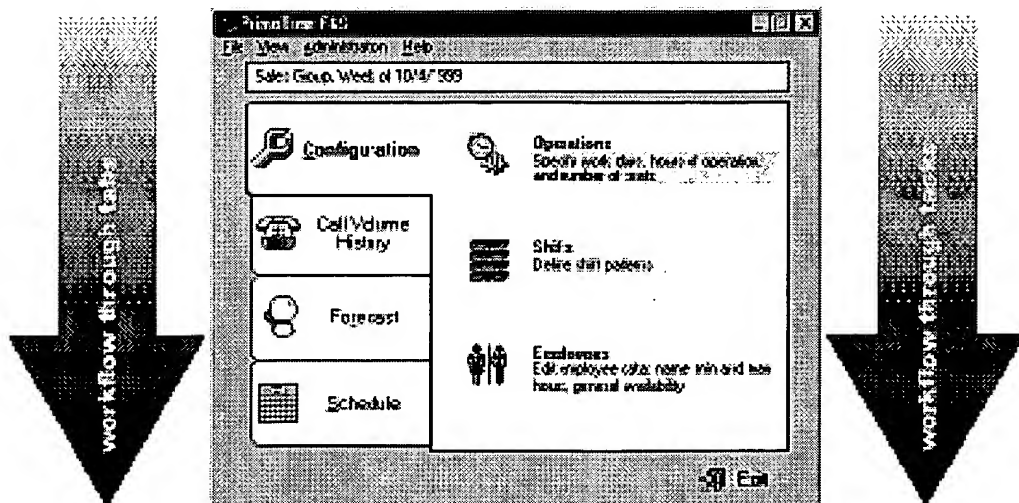 File View Administration Help
Sales Group, Week of 10/4/1999
Configuration
Operations
Specify work days, hours of operation,
and number of seats
Call Volume
History
Shifts
Define shift patterns
Forecast
Employees
Edit employee data: name min and max
hours, general availability
Schedule
Exit
workflow through
workflow through